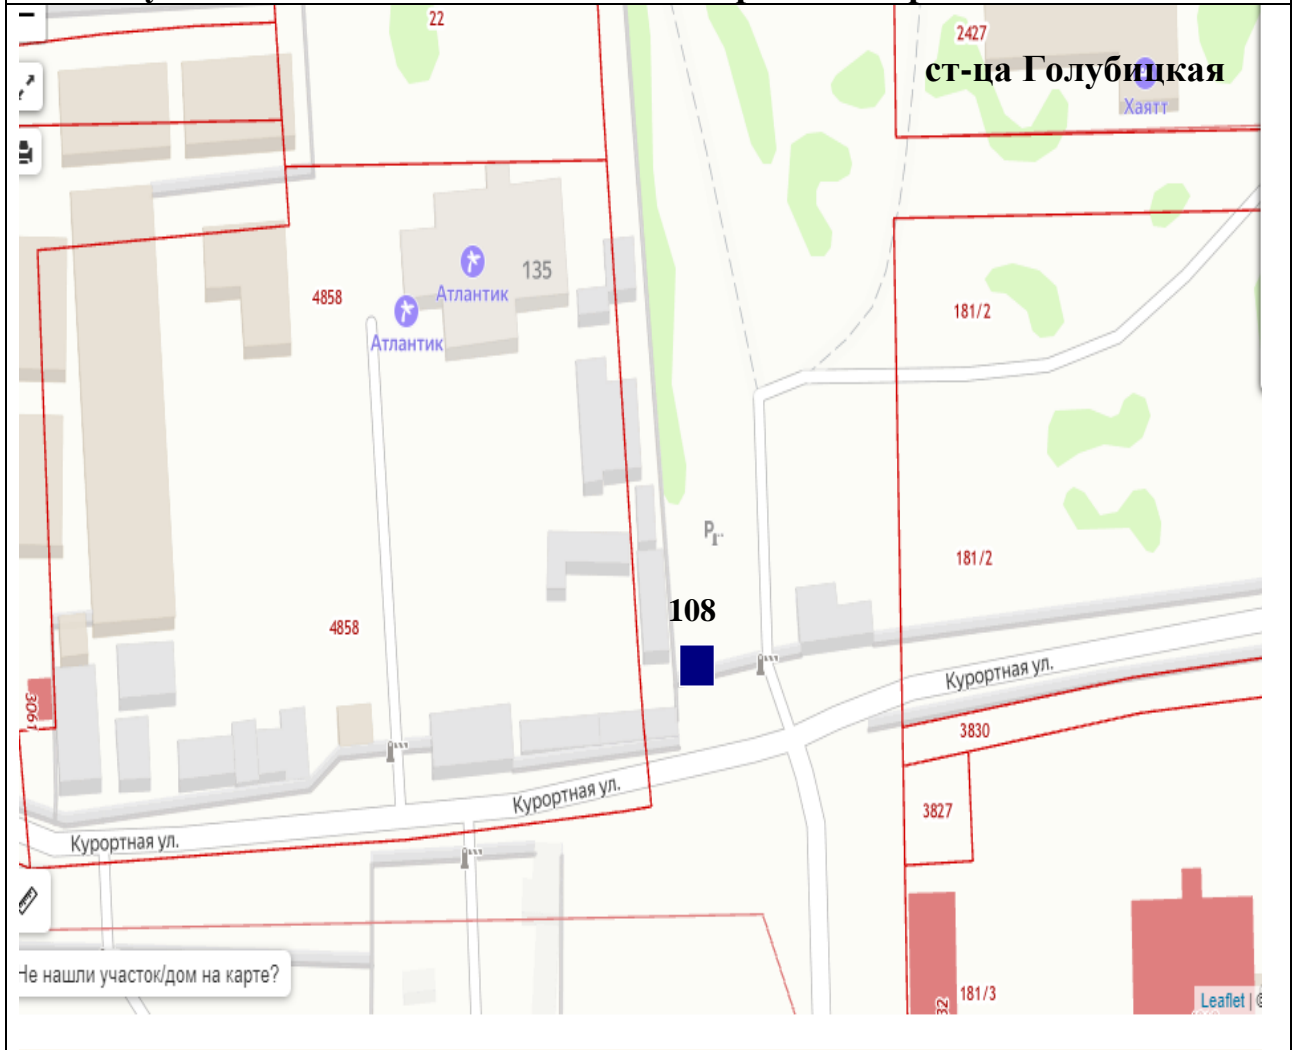 22
2427
ст-ца Голубицкая
Хаятт
135
Атлантик
4858
Атлантик
181/2
P
181/2
108
4858
Курортная ул.
3061
3830
Курортная ул.
3827
Курортная ул.
Не нашли участок/дом на карте?
181/3
32
Leaflet | ©